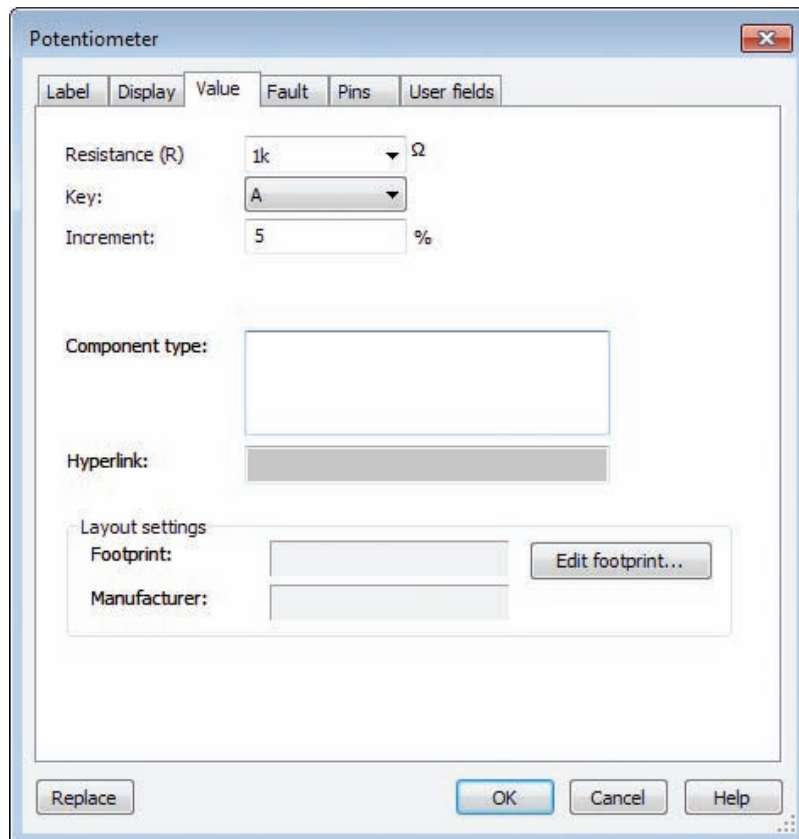 Potentiometer
Label Display Value Fault Pins User fields
Resistance (R) 1k Ω
Key: A
Increment: 5 %
Component type:
Hyperlink:
Layout settings
Footprint: Edit footprint...
Manufacturer:
Replace OK Cancel Help